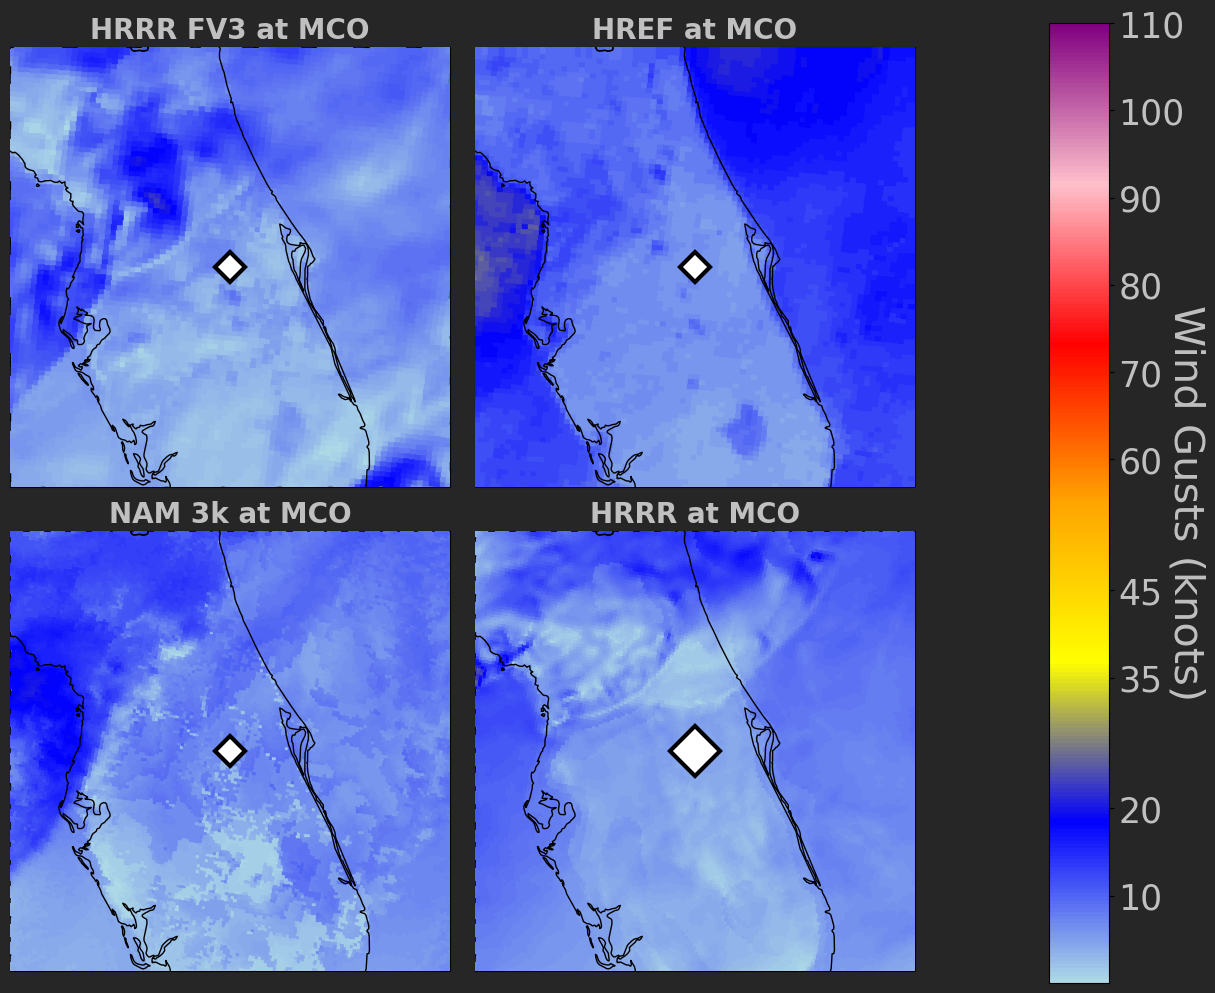 HRRR FV3 at MCO
HREF at MCO
NAM 3k at MCO
HRRR at MCO
110
100
90
80
70
60
45
35
20
10
Wind Gusts (knots)